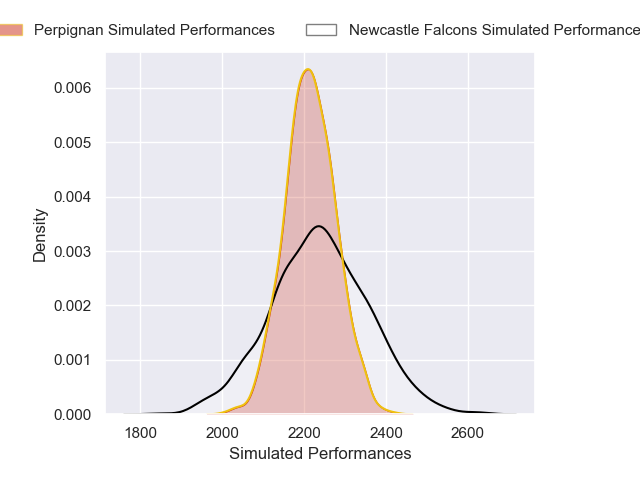 Perpignan Simulated Performances
Newcastle Falcons Simulated Performance
0.006
0.005
0.004
0.003
0.002
0.001
0.000
Density
1800 2000 2200 2400 2600
Simulated Performances